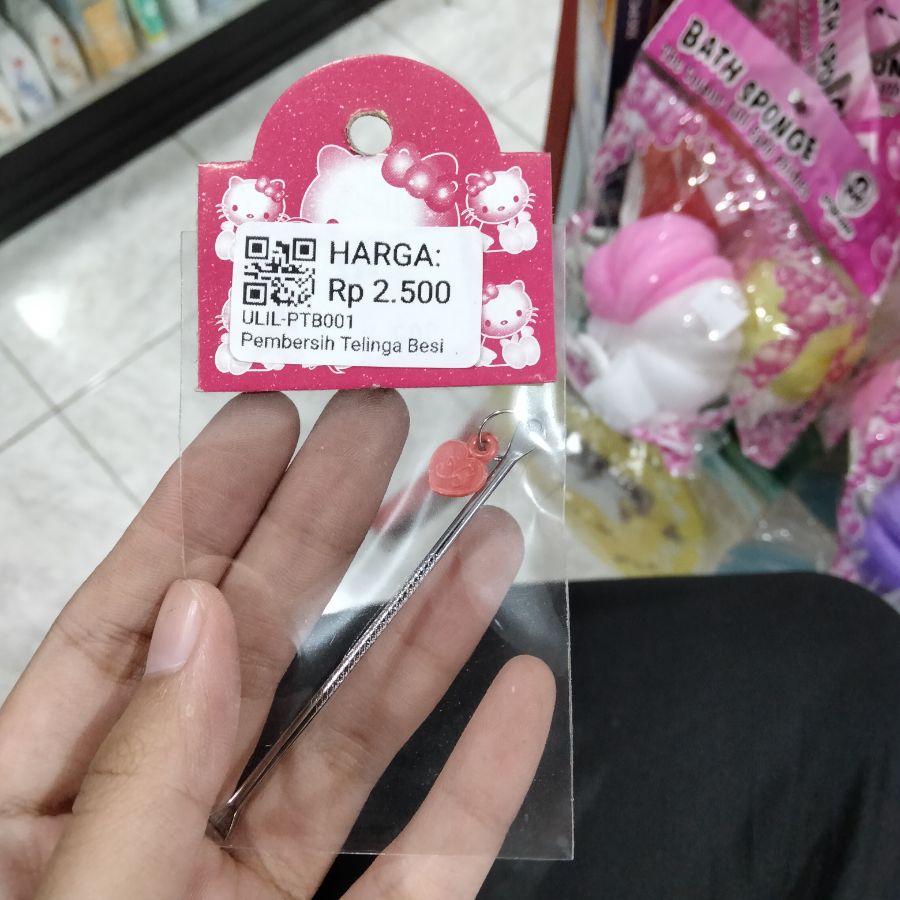 HARGA:
Rp 2.500
ULIL-PTB001
Pembersih Telinga Besi
BATH SPONGE